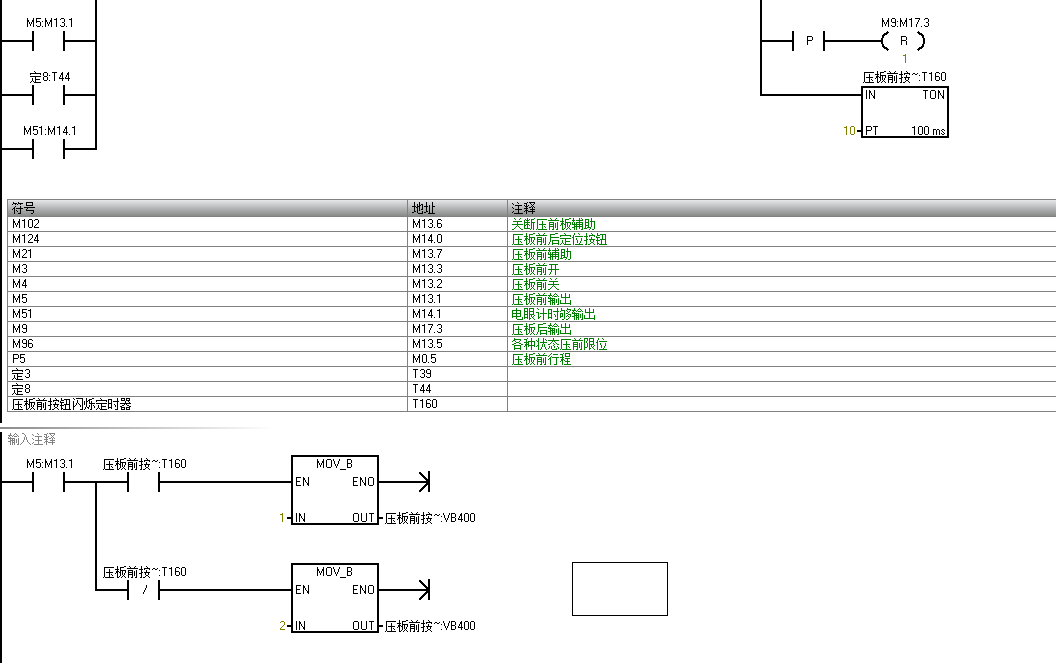 M5:M13.1
M9:M17.3
P
R
1
定8:T44
压板前按~:T160
IN TON
M51:M14.1
10 PT 100 ms
符号 地址 注释
M102 M13.6 关断压前板辅助
M124 M14.0 压板前后定位按钮
M21 M13.7 压板前辅助
M3 M13.3 压板前开
M4 M13.2 压板前关
M5 M13.1 压板前输出
M51 M14.1 电眼计时够输出
M9 M17.3 压板后输出
M96 M13.5 各种状态压前限位
P5 M0.5 压板前行程
定3 T39
定8 T44
压板前按钮闪烁定时器 T160
输入注释
M5:M13.1 压板前按~:T160 MOV_B
EN ENO
1 IN OUT 压板前按~:VB400
压板前按~:T160 MOV_B
/ EN ENO
2 IN OUT 压板前按~:VB400